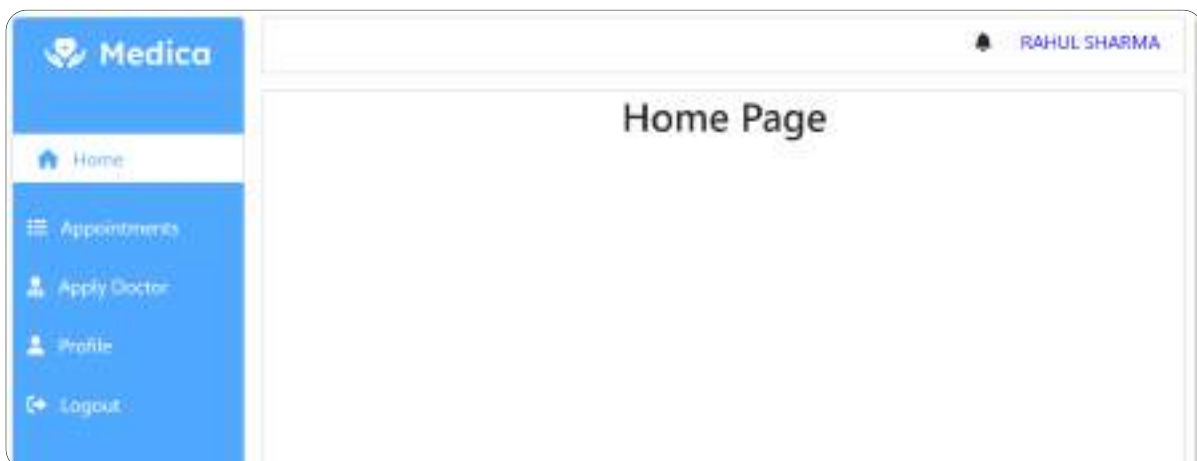 Medica
RAHUL SHARMA
Home Page
Home
Appointments
Apply Doctor
Profile
Logout